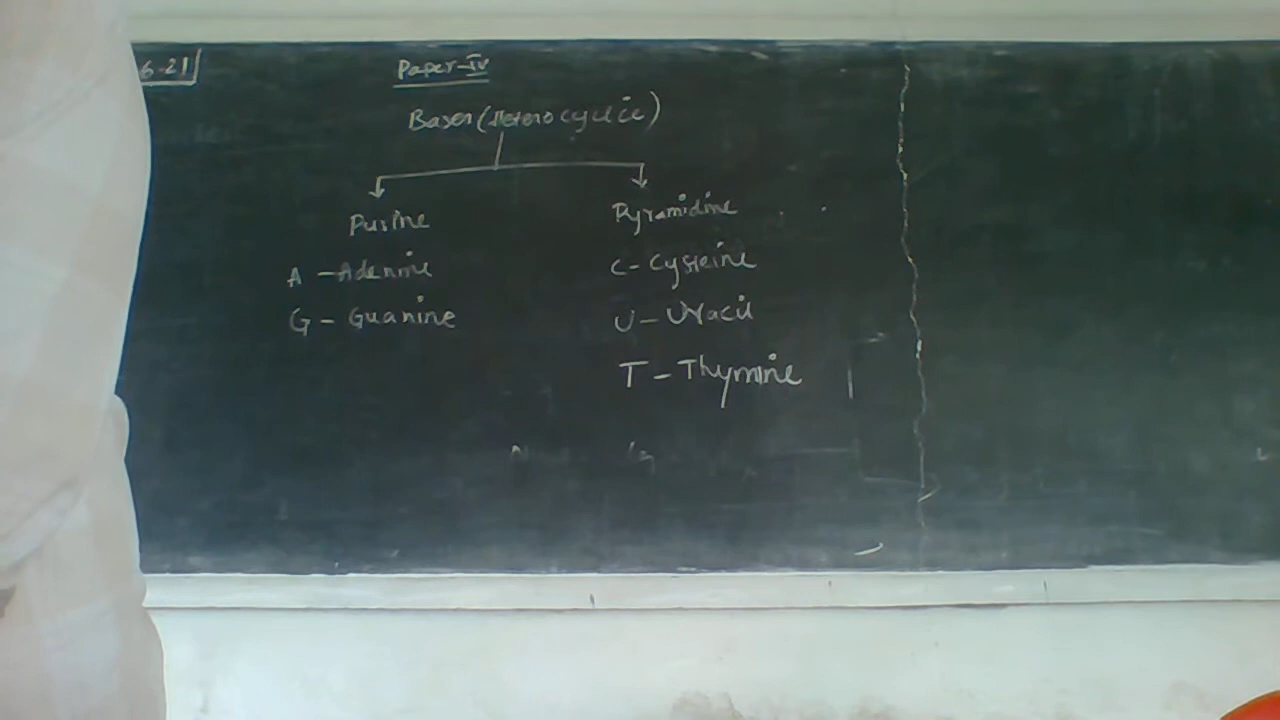 6-21
Paper-IV
Bases (Heterocyclic)
Purine
Pyramidine
A - Adenine
C - Cysteine
G - Guanine
U - Uracil
T - Thymine